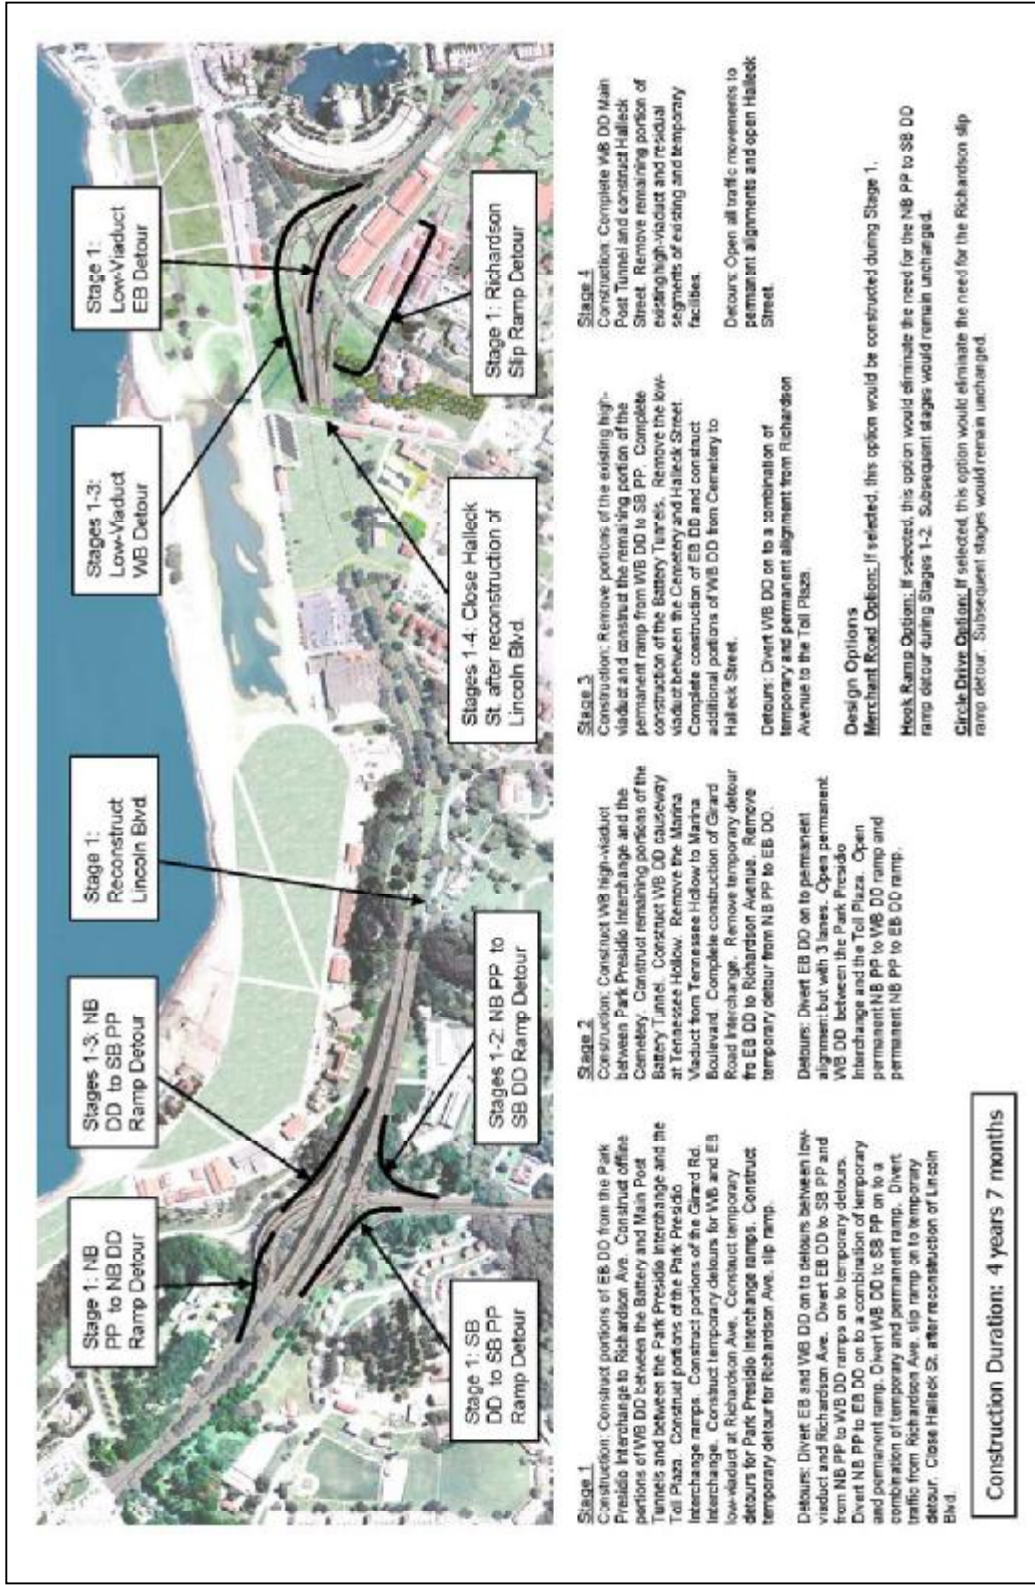 Stage 1: NB
PP to NB DD
Ramp Detour
Stages 1-3: NB
DD to SB PP
Ramp Detour
Stage 1:
Reconstruct
Lincoln Blvd.
Stages 1-3:
Low-Viaduct
WB Detour
Stage 1:
Low-Viaduct
EB Detour
Stage 1: SB
DD to SB PP
Ramp Detour
Stages 1-2: NB PP to
SB DD Ramp Detour
Stages 1-4: Close Halleck
St. after reconstruction of
Lincoln Blvd.
Stage 1: Richardson
Slip Ramp Detour
Stage 1
Construction: Construct portions of EB DD from the Park
Presidio Interchange to Richardson Ave. Construct offline
portions of WB DD between the Battery and Main Post
Tunnels and between the Park Presidio Interchange and the
Toll Plaza. Construct portions of the Park Presidio
Interchange ramps. Construct portions of the Girard Rd.
Interchange. Construct temporary detours for WB and EB
low-viaduct at Richardson Ave. Construct temporary
detours for Park Presidio Interchange ramps. Construct
temporary detour for Richardson Ave. slip ramp.
Detours: Divert EB and WB DD on to detours between low-
viaduct and Richardson Ave. Divert EB DD to SB PP and
from NB PP to WB DD ramps on to temporary detours.
Divert NB PP to EB DD on to a combination of temporary
and permanent ramp. Divert WB DD to SB PP on to a
combination of temporary and permanent ramp. Divert
traffic from Richardson Ave. slip ramp on to temporary
detour. Close Halleck St. after reconstruction of Lincoln
Blvd.
Stage 2
Construction: Construct WB high-viaduct
between Park Presidio Interchange and the
Cemetery. Construct remaining portions of the
Battery Tunnel. Construct WB DD causeway
at Tennessee Hollow. Remove the Marina
Viaduct from Tennessee Hollow to Marina
Boulevard. Complete construction of Girard
Road Interchange. Remove temporary detour
fro EB DD to Richardson Avenue. Remove
temporary detour from NB PP to EB DD.
Detours: Divert EB DD on to permanent
alignment but with 3 lanes. Open permanent
WB DD between the Park Presidio
Interchange and the Toll Plaza. Open
permanent NB PP to WB DD ramp and
permanent NB PP to EB DD ramp.
Stage 3
Construction: Remove portions of the existing high-
viaduct and construct the remaining portion of the
permanent ramp from WB DD to SB PP. Complete
construction of the Battery Tunnels. Remove the low-
viaduct between the Cemetery and Halleck Street.
Complete construction of EB DD and construct
additional portions of WB DD from Cemetery to
Halleck Street.
Detours: Divert WB DD on to a combination of
temporary and permanent alignment from Richardson
Avenue to the Toll Plaza.
Stage 4
Construction: Complete WB DD Main
Post Tunnel and construct Halleck
Street. Remove remaining portion of
existing high-viaduct and residual
segments of existing and temporary
facilities.
Detours: Open all traffic movements to
permanent alignments and open Halleck
Street.
Design Options
Merchant Road Option: If selected, this option would be constructed during Stage 1.
Hook Ramp Option: If selected, this option would eliminate the need for the NB PP to SB DD
ramp detour during Stages 1-2. Subsequent stages would remain unchanged.
Circle Drive Option: If selected, this option would eliminate the need for the Richardson slip
ramp detour. Subsequent stages would remain unchanged.
Construction Duration: 4 years 7 months